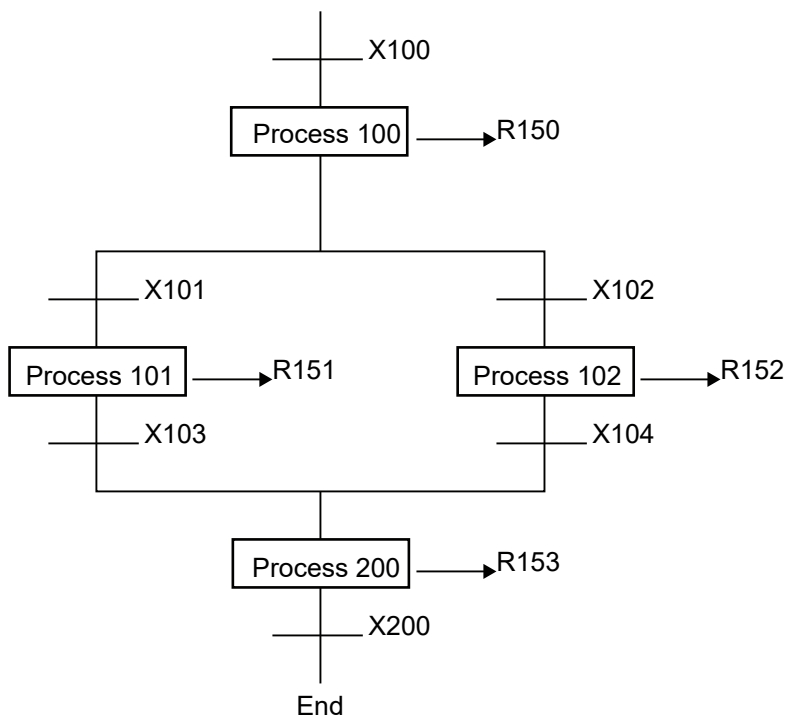 X100
Process 100
R150
X101
X102
Process 101
R151
Process 102
R152
X103
X104
Process 200
R153
X200
End